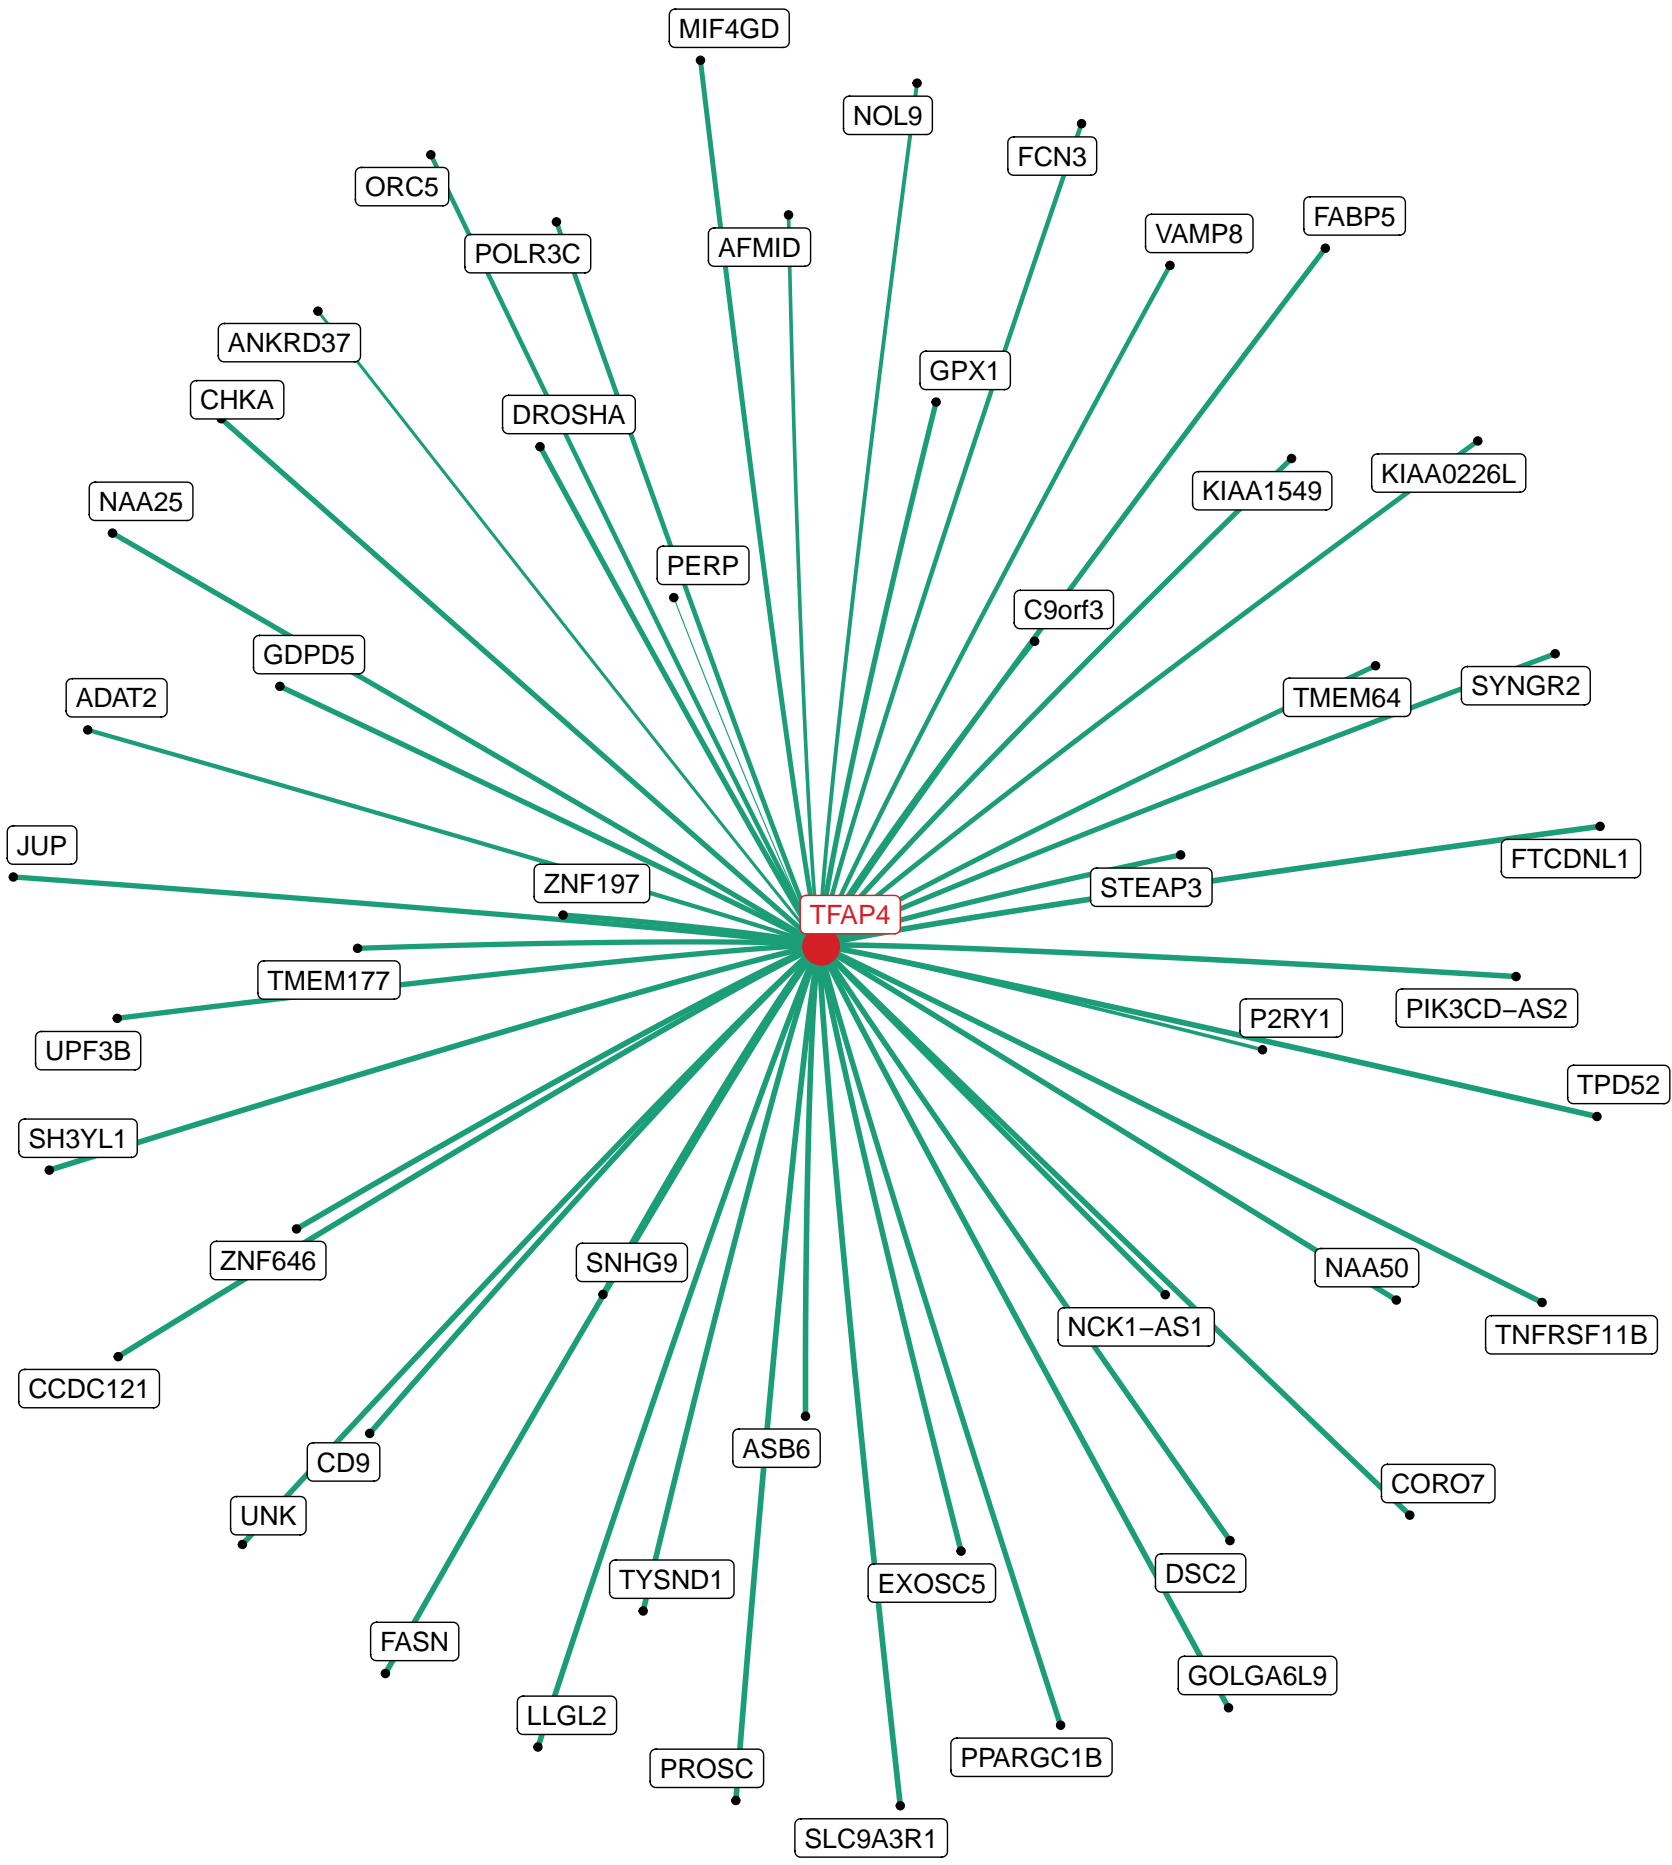 MIF4GD
NOL9
FCN3
ORC5
FABP5
VAMP8
POLR3C
AFMID
ANKRD37
GPX1
CHKA
DROSHA
KIAA0226L
KIAA1549
NAA25
PERP
C9orf3
GDPD5
SYNGR2
TMEM64
ADAT2
JUP
FTCDNL1
ZNF197
STEAP3
TFAP4
TMEM177
PIK3CD−AS2
P2RY1
UPF3B
TPD52
SH3YL1
ZNF646
SNHG9
NAA50
NCK1−AS1
TNFRSF11B
CCDC121
ASB6
CD9
CORO7
UNK
DSC2
TYSND1
EXOSC5
FASN
GOLGA6L9
LLGL2
PPARGC1B
PROSC
SLC9A3R1